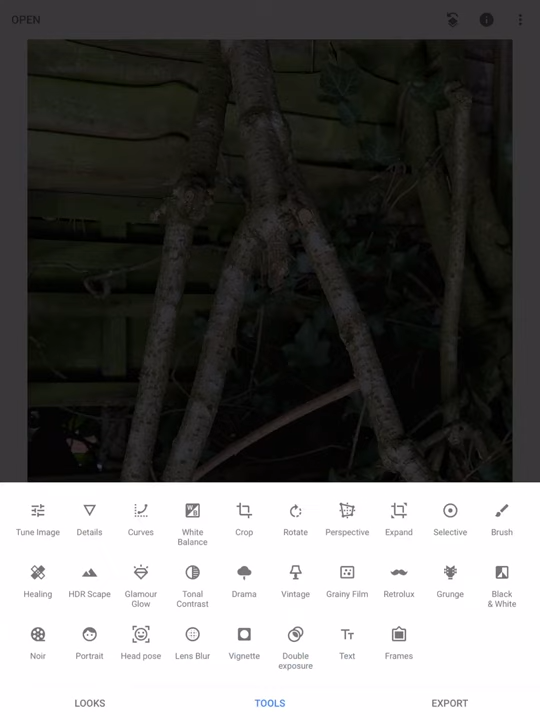 OPEN
Tune Image Details Curves White Balance Crop Rotate Perspective Expand Selective Brush
Healing HDR Scape Glamour Glow Tonal Contrast Drama Vintage Grainy Film Retrolux Grunge Black & White
Noir Portrait Head pose Lens Blur Vignette Double exposure Text Frames
LOOKS TOOLS EXPORT